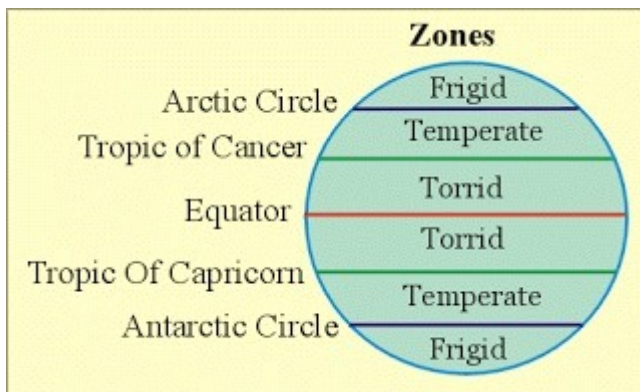 Zones
Frigid
Arctic Circle
Temperate
Tropic of Cancer
Torrid
Equator
Torrid
Tropic Of Capricorn
Temperate
Antarctic Circle
Frigid